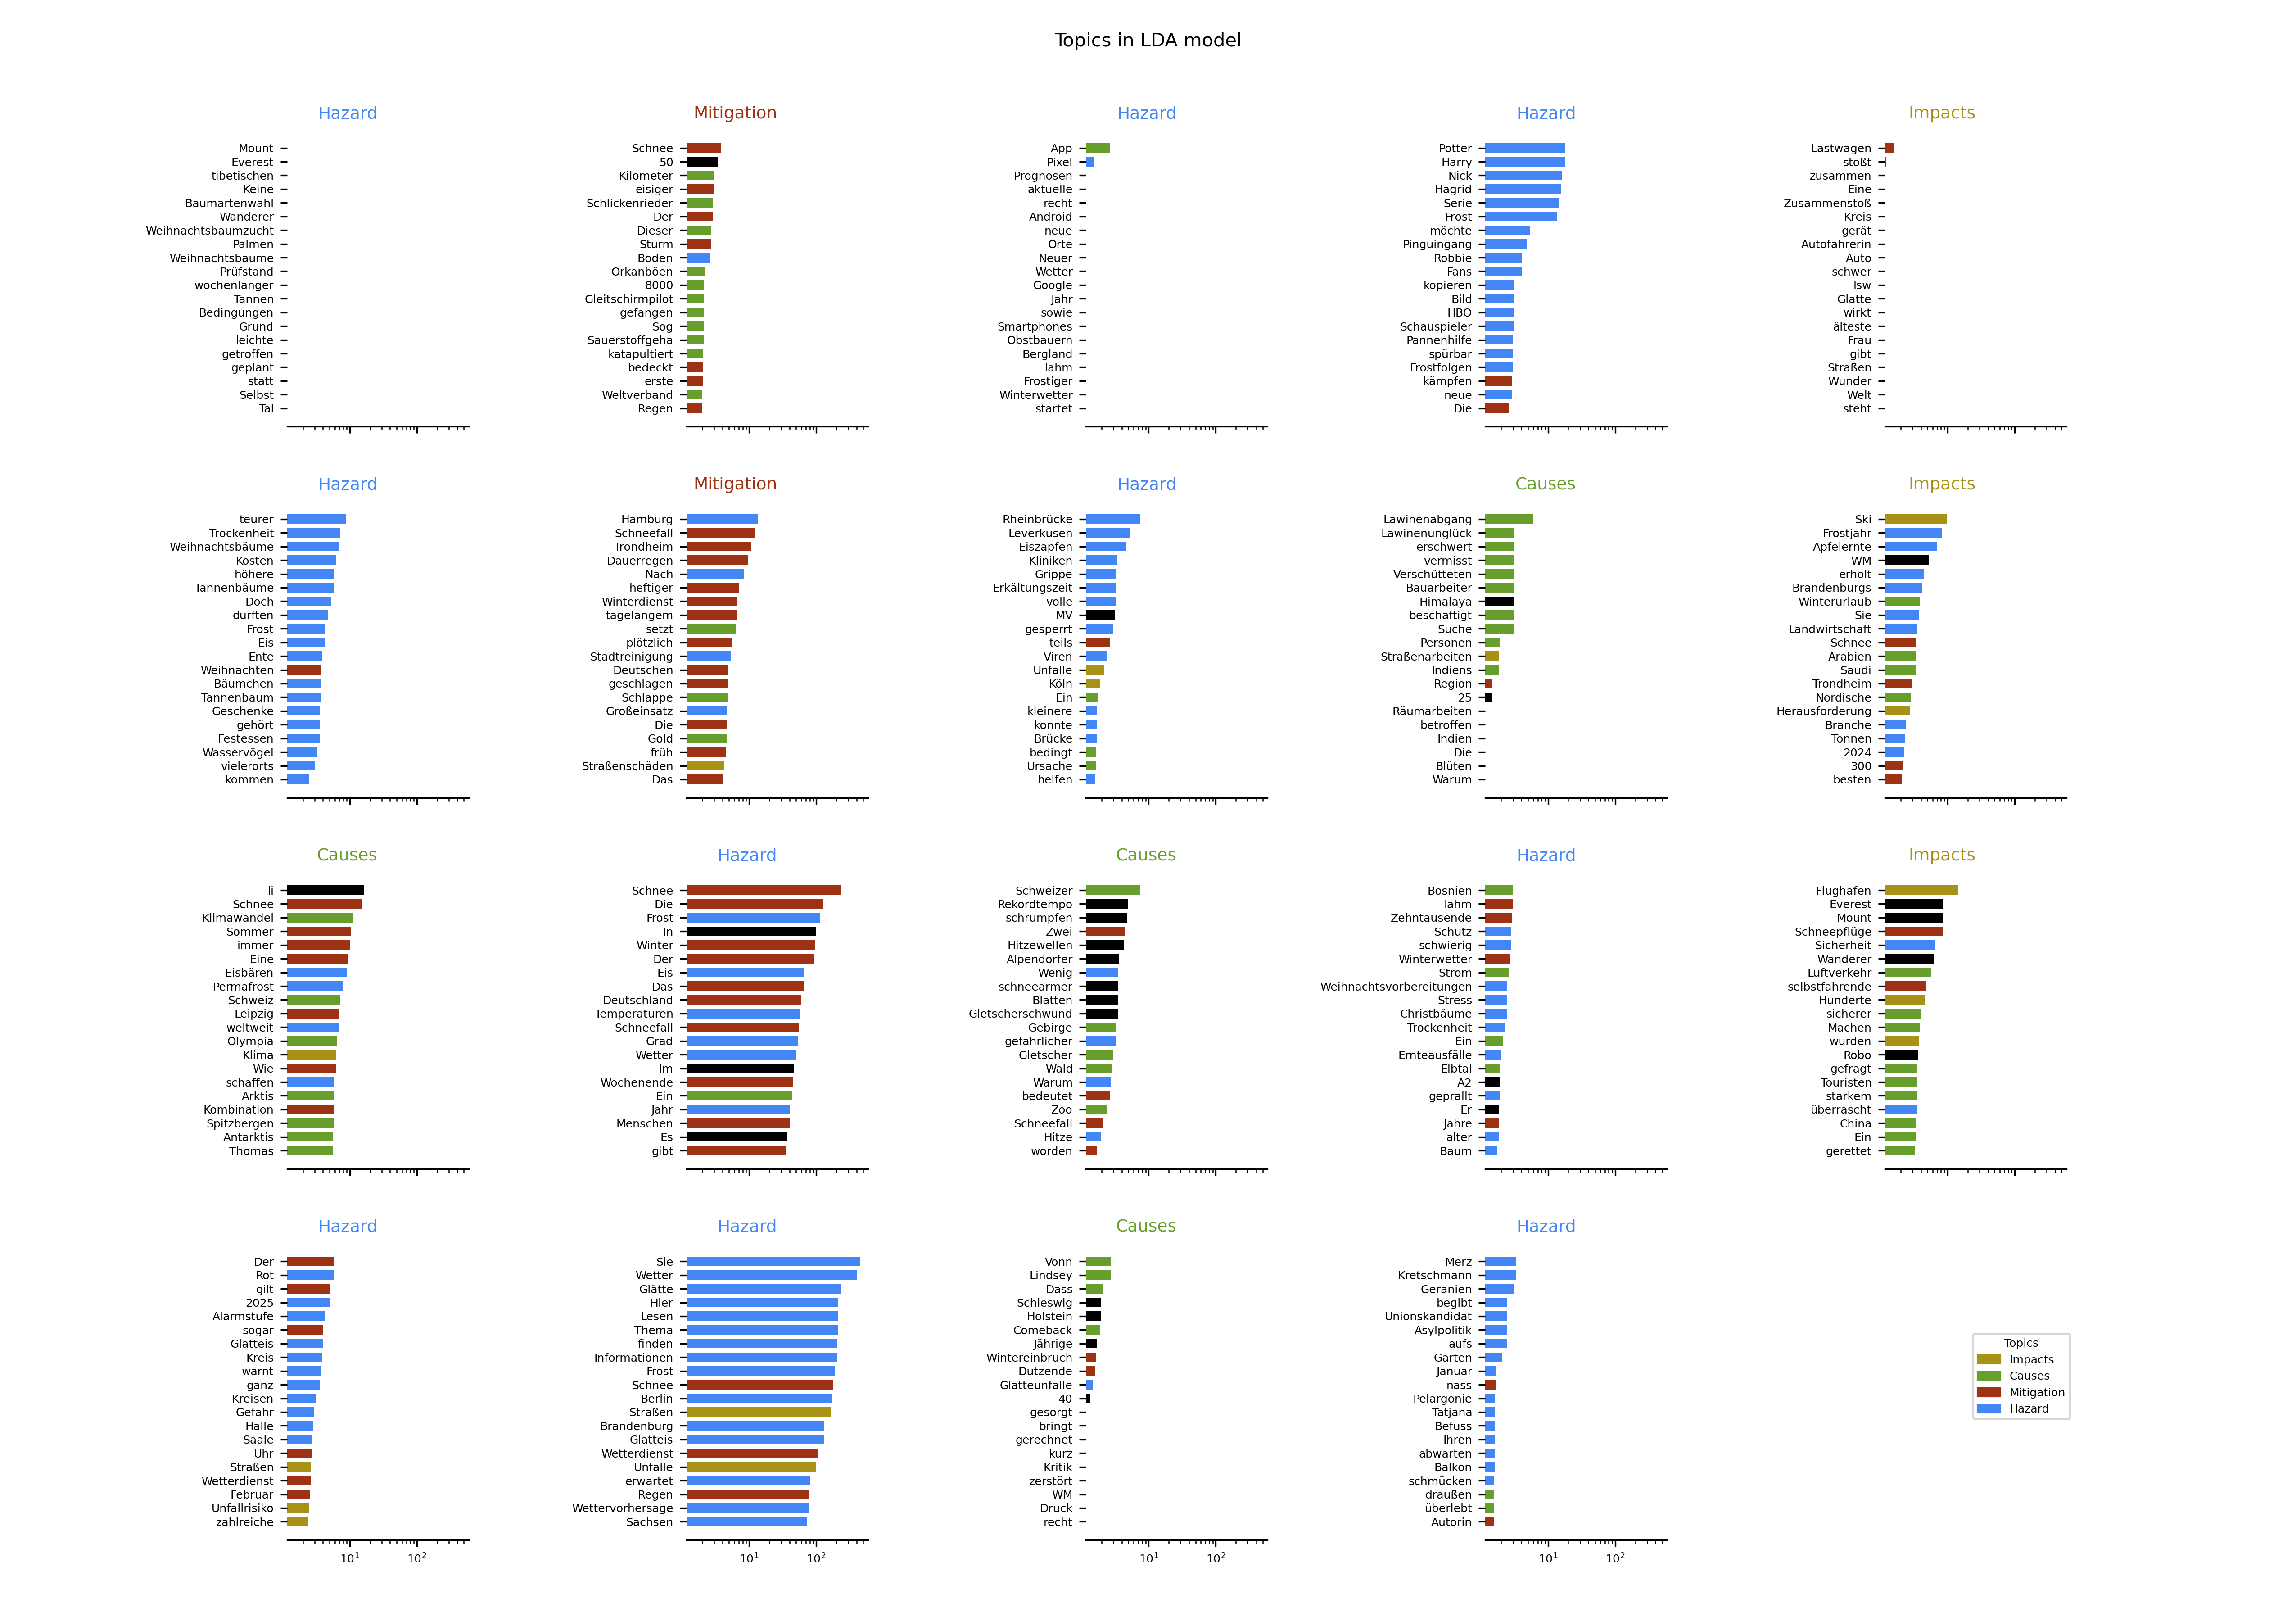 Topics in LDA model
Hazard
Mount
Everest
tibetischen
Keine
Baumartenwahl
Wanderer
Weihnachtsbaumzucht
Palmen
Weihnachtsbäume
Prüfstand
wochenlanger
Tannen
Bedingungen
Grund
leichte
getroffen
geplant
statt
Selbst
Tal
Mitigation
Schnee
50
Kilometer
eisiger
Schlickenrieder
Der
Dieser
Sturm
Boden
Orkanböen
8000
Gleitschirmpilot
gefangen
Sog
Sauerstoffgeha
katapultiert
bedeckt
erste
Weltverband
Regen
Hazard
App
Pixel
Prognosen
aktuelle
recht
Android
neue
Orte
Neuer
Wetter
Google
Jahr
sowie
Smartphones
Obstbauern
Bergland
lahm
Frostiger
Winterwetter
startet
Hazard
Potter
Harry
Nick
Hagrid
Serie
Frost
möchte
Pinguingang
Robbie
Fans
kopieren
Bild
HBO
Schauspieler
Pannenhilfe
spürbar
Frostfolgen
kämpfen
neue
Die
Impacts
Lastwagen
stößt
zusammen
Eine
Zusammenstoß
Kreis
gerät
Autofahrerin
Auto
schwer
lsw
Glatte
wirkt
älteste
Frau
gibt
Straßen
Wunder
Welt
steht
Hazard
teurer
Trockenheit
Weihnachtsbäume
Kosten
höhere
Tannenbäume
Doch
dürften
Frost
Eis
Ente
Weihnachten
Bäumchen
Tannenbaum
Geschenke
gehört
Festessen
Wasservögel
vielerorts
kommen
Mitigation
Hamburg
Schneefall
Trondheim
Dauerregen
Nach
heftiger
Winterdienst
tagelangem
setzt
plötzlich
Stadtreinigung
Deutschen
geschlagen
Schlappe
Großeinsatz
Die
Gold
früh
Straßenschäden
Das
Hazard
Rheinbrücke
Leverkusen
Eiszapfen
Kliniken
Grippe
Erkältungszeit
volle
MV
gesperrt
teils
Viren
Unfälle
Köln
Ein
kleinere
konnte
Brücke
bedingt
Ursache
helfen
Causes
Lawinenabgang
Lawinenunglück
erschwert
vermisst
Verschütteten
Bauarbeiter
Himalaya
beschäftigt
Suche
Personen
Straßenarbeiten
Indiens
Region
25
Räumarbeiten
betroffen
Indien
Die
Blüten
Warum
Impacts
Ski
Frostjahr
Apfelernte
WM
erholt
Brandenburgs
Winterurlaub
Sie
Landwirtschaft
Schnee
Arabien
Saudi
Trondheim
Nordische
Herausforderung
Branche
Tonnen
2024
300
besten
Causes
li
Schnee
Klimawandel
Sommer
immer
Eine
Eisbären
Permafrost
Schweiz
Leipzig
weltweit
Olympia
Klima
Wie
schaffen
Arktis
Kombination
Spitzbergen
Antarktis
Thomas
Hazard
Schnee
Die
Frost
In
Winter
Der
Eis
Das
Deutschland
Temperaturen
Schneefall
Grad
Wetter
Im
Wochenende
Ein
Jahr
Menschen
Es
gibt
Causes
Schweizer
Rekordtempo
schrumpfen
Zwei
Hitzewellen
Alpendörfer
Wenig
schneearmer
Blatten
Gletscherschwund
Gebirge
gefährlicher
Gletscher
Wald
Warum
bedeutet
Zoo
Schneefall
Hitze
worden
Hazard
Bosnien
lahm
Zehntausende
Schutz
schwierig
Winterwetter
Strom
Weihnachtsvorbereitungen
Stress
Christbäume
Trockenheit
Ein
Ernteausfälle
Elbtal
A2
geprallt
Er
Jahre
alter
Baum
Impacts
Flughafen
Everest
Mount
Schneepflüge
Sicherheit
Wanderer
Luftverkehr
selbstfahrende
Hunderte
sicherer
Machen
wurden
Robo
gefragt
Touristen
starkem
überrascht
China
Ein
gerettet
Hazard
Der
Rot
gilt
2025
Alarmstufe
sogar
Glatteis
Kreis
warnt
ganz
Kreisen
Gefahr
Halle
Saale
Uhr
Straßen
Wetterdienst
Februar
Unfallrisiko
zahlreiche
10¹ 10²
Hazard
Sie
Wetter
Glätte
Hier
Lesen
Thema
finden
Informationen
Frost
Schnee
Berlin
Straßen
Brandenburg
Glatteis
Wetterdienst
Unfälle
erwartet
Regen
Wettervorhersage
Sachsen
10¹ 10²
Causes
Vonn
Lindsey
Dass
Schleswig
Holstein
Comeback
Jährige
Wintereinbruch
Dutzende
Glätteunfälle
40
gesorgt
bringt
gerechnet
kurz
Kritik
zerstört
WM
Druck
recht
10¹ 10²
Hazard
Merz
Kretschmann
Geranien
begibt
Unionskandidat
Asylpolitik
aufs
Garten
Januar
nass
Pelargonie
Tatjana
Befuss
Ihren
abwarten
Balkon
schmücken
draußen
überlebt
Autorin
10¹ 10²
Topics
Impacts
Causes
Mitigation
Hazard